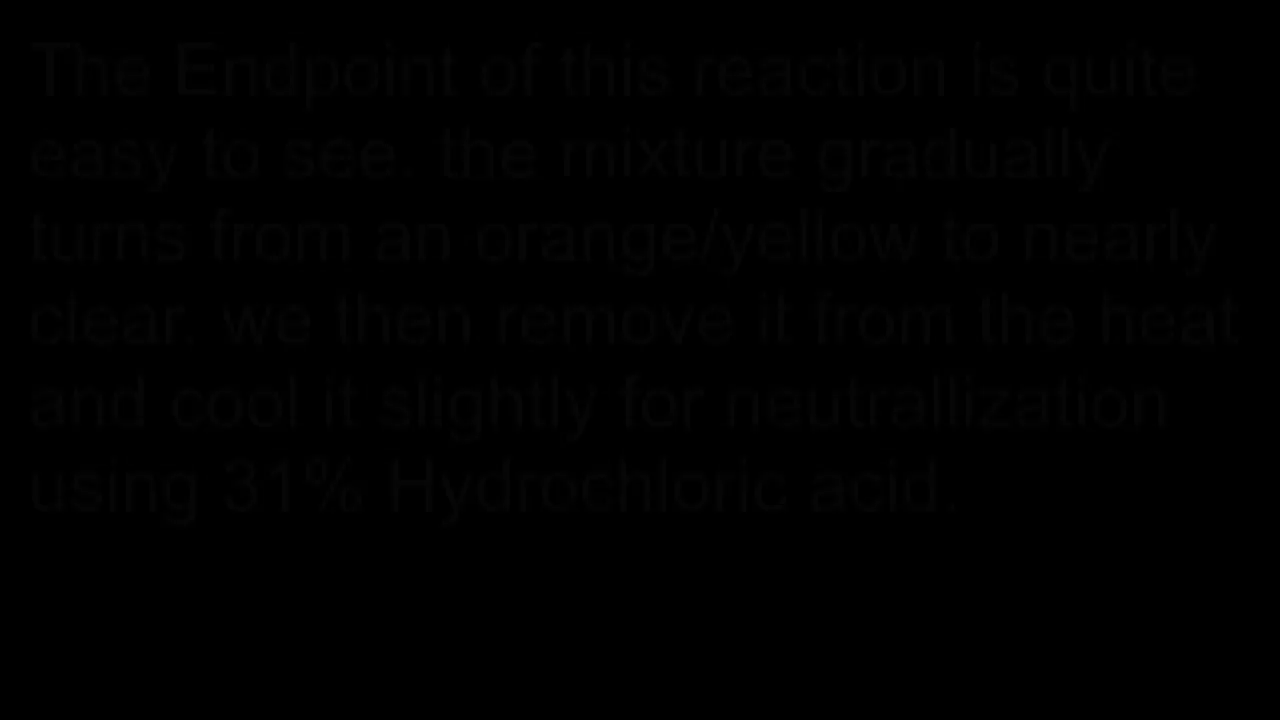 The Endpoint of this reaction is quite
easy to see. the mixture gradually
turns from an orange/yellow to nearly
clear. we then remove it from the heat
and cool it slightly for neutrallization
using 31% Hydrochloric acid.